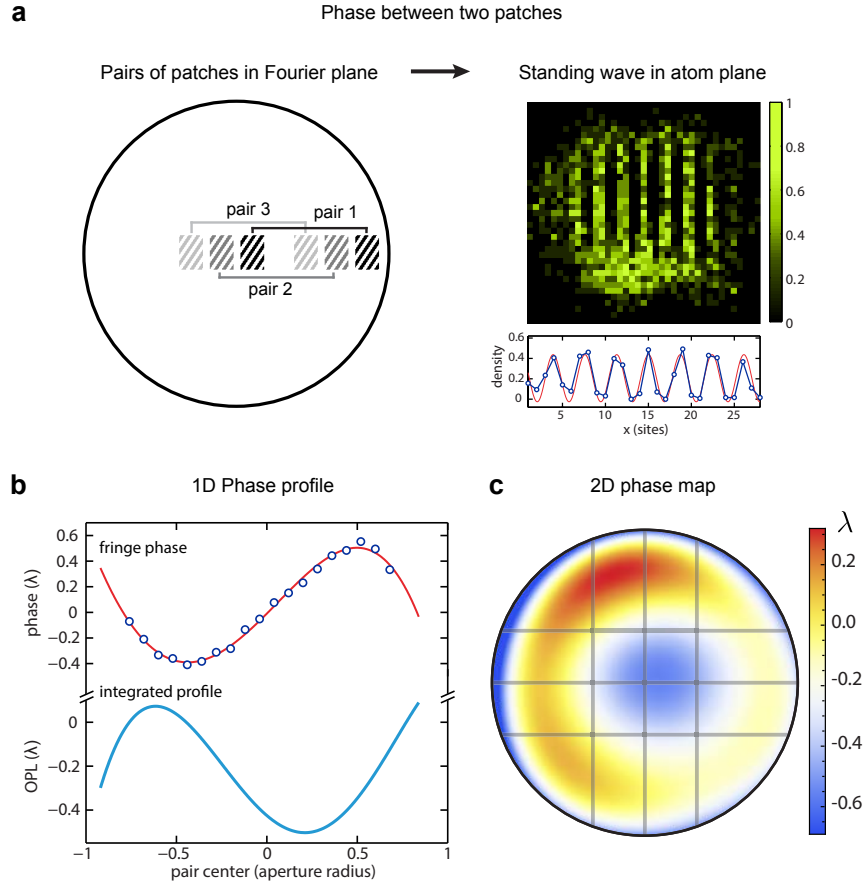 a
Phase between two patches
Pairs of patches in Fourier plane
Standing wave in atom plane
pair 3
pair 1
pair 2
1
0.8
0.6
0.4
0.2
0
0.6
0.4
0.2
0
density
5
10
15
20
25
x (sites)
b
1D Phase profile
fringe phase
0.6
0.4
0.2
0
−0.2
−0.4
phase (λ)
integrated profile
0
−0.2
−0.4
OPL (λ)
−1
−0.5
0
0.5
1
pair center (aperture radius)
c
2D phase map
λ
0.2
0.0
-0.2
-0.4
-0.6